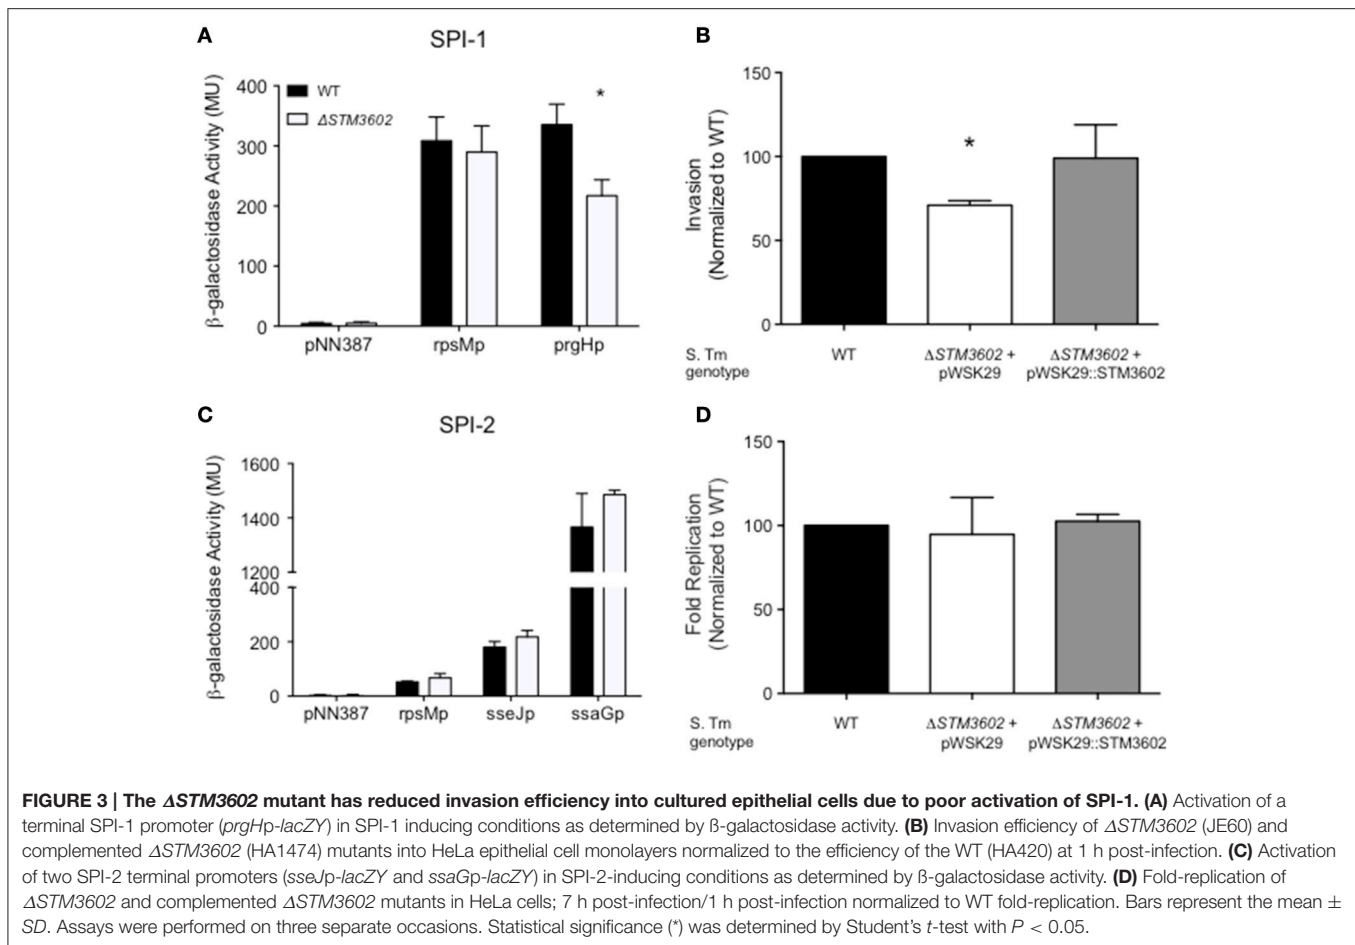 A
SPI-1
β-galactosidase Activity (MU)
400
300
200
100
0
WT
ΔSTM3602
*
pNN387 rpsMp prgHp
B
Invasion
(Normalized to WT)
150
100
50
0
*
S. Tm
genotype
WT
ΔSTM3602 +
pWSK29
ΔSTM3602 +
pWSK29::STM3602
C
SPI-2
β-galactosidase Activity (MU)
1600
1400
1200
400
200
0
pNN387 rpsMp sseJp ssaGp
D
Fold Replication
(Normalized to WT)
150
100
50
0
S. Tm
genotype
WT
ΔSTM3602 +
pWSK29
ΔSTM3602 +
pWSK29::STM3602
FIGURE 3 | The ΔSTM3602 mutant has reduced invasion efficiency into cultured epithelial cells due to poor activation of SPI-1. (A) Activation of a
terminal SPI-1 promoter (prgHp-lacZY) in SPI-1 inducing conditions as determined by ß-galactosidase activity. (B) Invasion efficiency of ΔSTM3602 (JE60) and
complemented ΔSTM3602 (HA1474) mutants into HeLa epithelial cell monolayers normalized to the efficiency of the WT (HA420) at 1 h post-infection. (C) Activation
of two SPI-2 terminal promoters (sseJp-lacZY and ssaGp-lacZY) in SPI-2-inducing conditions as determined by ß-galactosidase activity. (D) Fold-replication of
ΔSTM3602 and complemented ΔSTM3602 mutants in HeLa cells; 7 h post-infection/1 h post-infection normalized to WT fold-replication. Bars represent the mean ±
SD. Assays were performed on three separate occasions. Statistical significance (*) was determined by Student's t-test with P < 0.05.